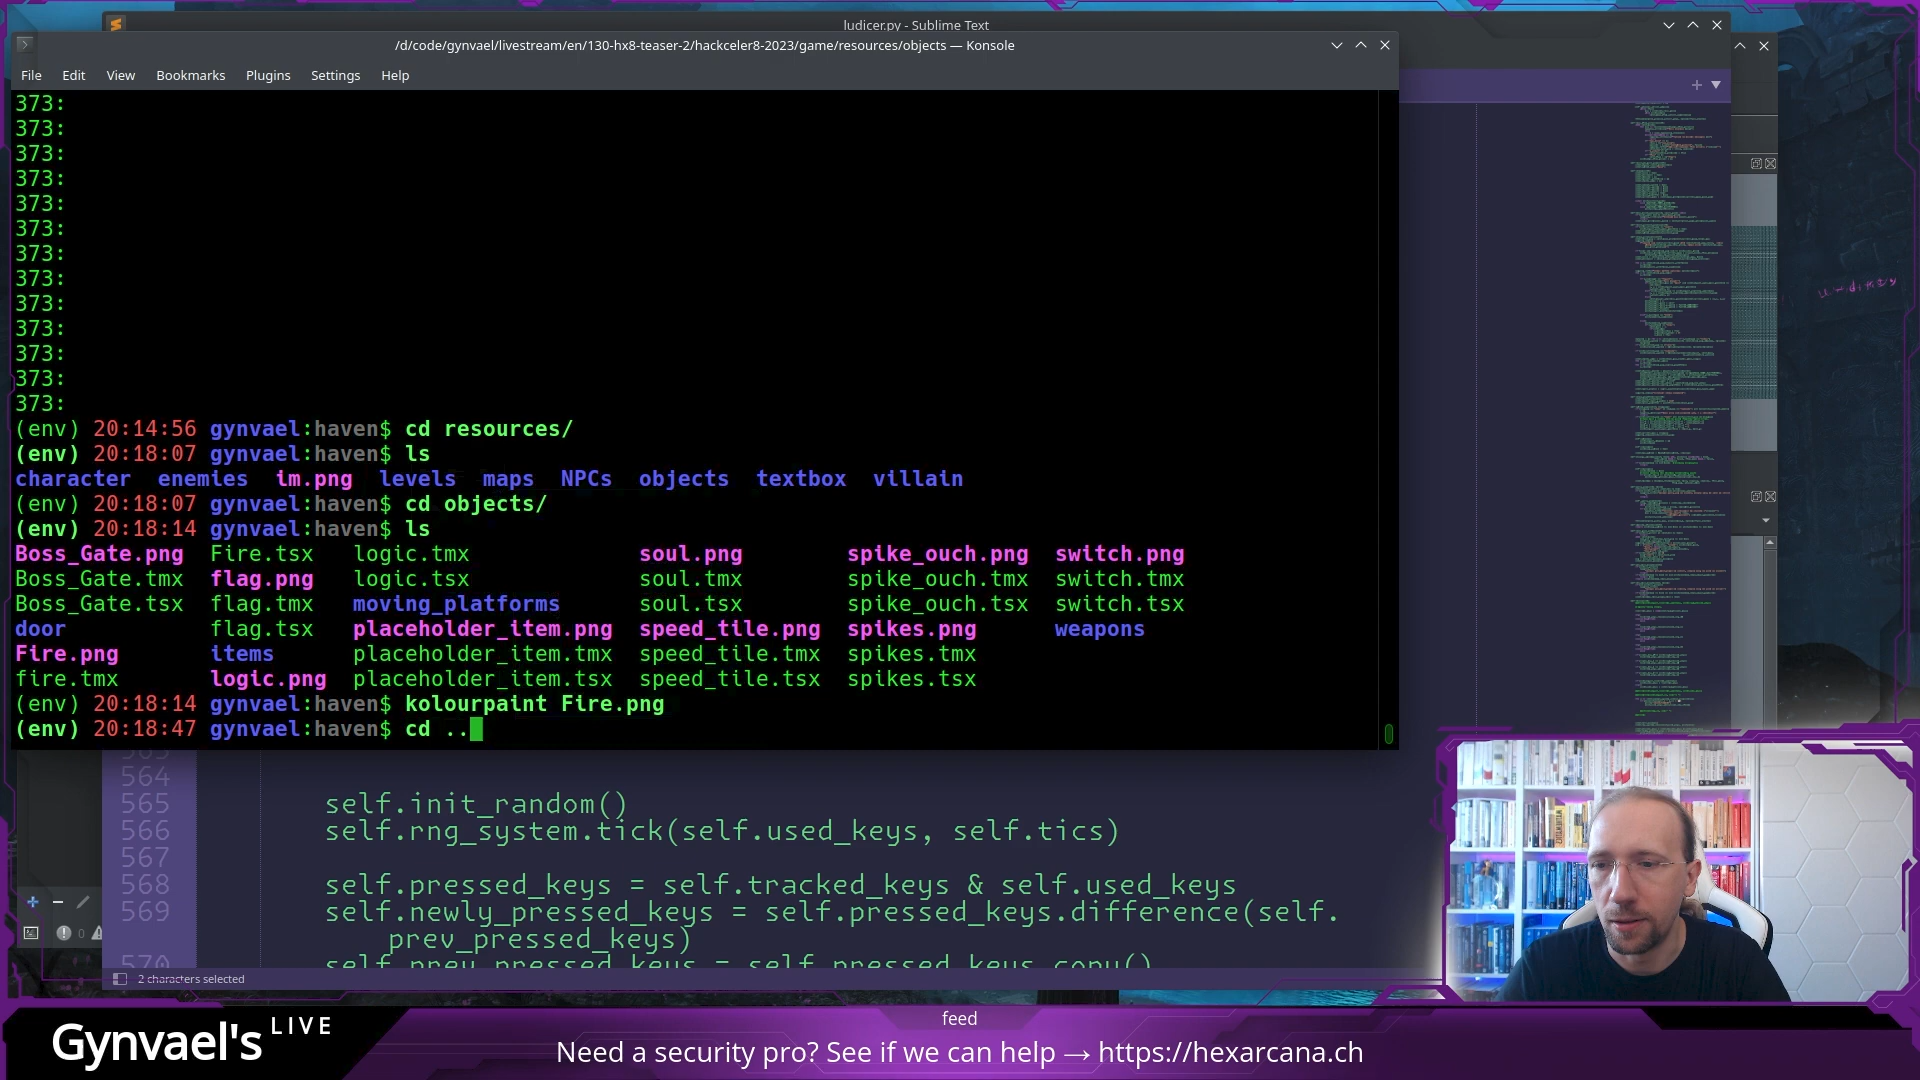 ludicer.py - Sublime Text
/d/code/gynvael/livestream/en/130-hx8-teaser-2/hackceler8-2023/game/resources/objects — Konsole
File Edit View Bookmarks Plugins Settings Help
373:
373:
373:
373:
373:
373:
373:
373:
373:
373:
373:
373:
373:
(env) 20:14:56 gynvael:haven$ cd resources/
(env) 20:18:07 gynvael:haven$ ls
character enemies im.png levels maps NPCs objects textbox villain
(env) 20:18:07 gynvael:haven$ cd objects/
(env) 20:18:14 gynvael:haven$ ls
Boss_Gate.png Fire.tsx logic.tmx soul.png spike_ouch.png switch.png
Boss_Gate.tmx flag.png logic.tsx soul.tmx spike_ouch.tmx switch.tmx
Boss_Gate.tsx flag.tmx moving_platforms soul.tsx spike_ouch.tsx switch.tsx
door flag.tsx placeholder_item.png speed_tile.png spikes.png weapons
Fire.png items placeholder_item.tmx speed_tile.tmx spikes.tmx
fire.tmx logic.png placeholder_item.tsx speed_tile.tsx spikes.tsx
(env) 20:18:14 gynvael:haven$ kolourpaint Fire.png
(env) 20:18:47 gynvael:haven$ cd ..
564
565 self.init_random()
566 self.rng_system.tick(self.used_keys, self.tics)
567
568 self.pressed_keys = self.tracked_keys & self.used_keys
569 self.newly_pressed_keys = self.pressed_keys.difference(self.
prev_pressed_keys)
570 self.prev_pressed_keys = self.pressed_keys.copy()
0
2 characters selected
Gynvael's LIVE
feed
Need a security pro? See if we can help → https://hexarcana.ch